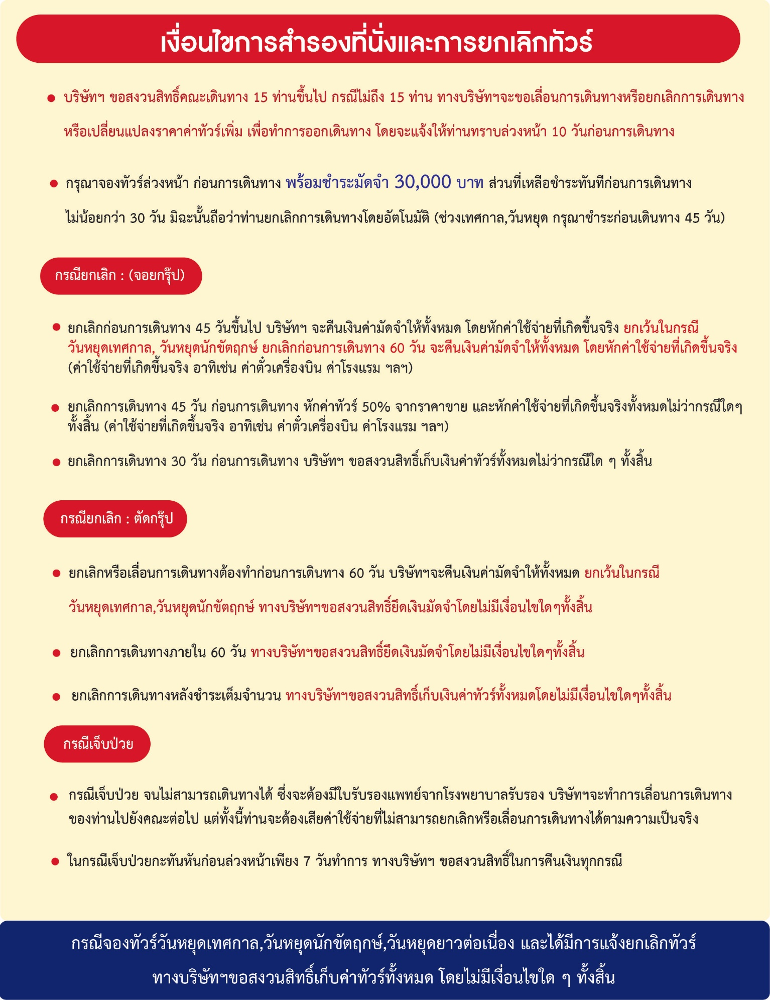 เงื่อนไขการสำรองที่นั่งและการยกเลิกทัวร์
บริษัทฯ ขอสงวนสิทธิ์คณะเดินทาง 15 ท่านขึ้นไป กรณีไม่ถึง 15 ท่าน ทางบริษัทฯจะขอเลื่อนการเดินทางหรือยกเลิกการเดินทาง
หรือเปลี่ยนแปลงราคาค่าทัวร์เพิ่ม เพื่อทำการออกเดินทาง โดยจะแจ้งให้ท่านทราบล่วงหน้า 10 วันก่อนการเดินทาง
กรุณาจองทัวร์ล่วงหน้า ก่อนการเดินทาง พร้อมชำระมัดจำ 30,000 บาท ส่วนที่เหลือชำระทันทีก่อนการเดินทาง
ไม่น้อยกว่า 30 วัน มิฉะนั้นถือว่าท่านยกเลิกการเดินทางโดยอัตโนมัติ (ช่วงเทศกาล,วันหยุด กรุณาชำระก่อนเดินทาง 45 วัน)
กรณียกเลิก : (จอยกรุ๊ป)
ยกเลิกก่อนการเดินทาง 45 วันขึ้นไป บริษัทฯ จะคืนเงินค่ามัดจำให้ทั้งหมด โดยหักค่าใช้จ่ายที่เกิดขึ้นจริง ยกเว้นในกรณี
วันหยุดเทศกาล, วันหยุดนักขัตฤกษ์ ยกเลิกก่อนการเดินทาง 60 วัน จะคืนเงินค่ามัดจำให้ทั้งหมด โดยหักค่าใช้จ่ายที่เกิดขึ้นจริง
(ค่าใช้จ่ายที่เกิดขึ้นจริง อาทิเช่น ค่าตั๋วเครื่องบิน ค่าโรงแรม ฯลฯ)
ยกเลิกการเดินทาง 45 วัน ก่อนการเดินทาง หักค่าทัวร์ 50% จากราคาขาย และหักค่าใช้จ่ายที่เกิดขึ้นจริงทั้งหมดไม่ว่ากรณีใดๆ
ทั้งสิ้น (ค่าใช้จ่ายที่เกิดขึ้นจริง อาทิเช่น ค่าตั๋วเครื่องบิน ค่าโรงแรม ฯลฯ)
ยกเลิกการเดินทาง 30 วัน ก่อนการเดินทาง บริษัทฯ ขอสงวนสิทธิ์เก็บเงินค่าทัวร์ทั้งหมดไม่ว่ากรณีใด ๆ ทั้งสิ้น
กรณียกเลิก : ตัดกรุ๊ป
ยกเลิกหรือเลื่อนการเดินทางต้องทำก่อนการเดินทาง 60 วัน บริษัทฯจะคืนเงินค่ามัดจำให้ทั้งหมด ยกเว้นในกรณี
วันหยุดเทศกาล,วันหยุดนักขัตฤกษ์ ทางบริษัทฯขอสงวนสิทธิ์ยึดเงินมัดจำโดยไม่มีเงื่อนไขใดๆทั้งสิ้น
ยกเลิกการเดินทางภายใน 60 วัน ทางบริษัทฯขอสงวนสิทธิ์ยึดเงินมัดจำโดยไม่มีเงื่อนไขใดๆทั้งสิ้น
ยกเลิกการเดินทางหลังชำระเต็มจำนวน ทางบริษัทฯขอสงวนสิทธิ์เก็บเงินค่าทัวร์ทั้งหมดโดยไม่มีเงื่อนไขใดๆทั้งสิ้น
กรณีเจ็บป่วย
กรณีเจ็บป่วย จนไม่สามารถเดินทางได้ ซึ่งจะต้องมีใบรับรองแพทย์จากโรงพยาบาลรับรอง บริษัทฯจะทำการเลื่อนการเดินทาง
ของท่านไปยังคณะต่อไป แต่ทั้งนี้ท่านจะต้องเสียค่าใช้จ่ายที่ไม่สามารถยกเลิกหรือเลื่อนการเดินทางได้ตามความเป็นจริง
ในกรณีเจ็บป่วยกะทันหันก่อนล่วงหน้าเพียง 7 วันทำการ ทางบริษัทฯ ขอสงวนสิทธิ์ในการคืนเงินทุกกรณี
กรณีจองทัวร์วันหยุดเทศกาล,วันหยุดนักขัตฤกษ์,วันหยุดยาวต่อเนื่อง และได้มีการแจ้งยกเลิกทัวร์
ทางบริษัทฯขอสงวนสิทธิ์เก็บค่าทัวร์ทั้งหมด โดยไม่มีเงื่อนไขใด ๆ ทั้งสิ้น